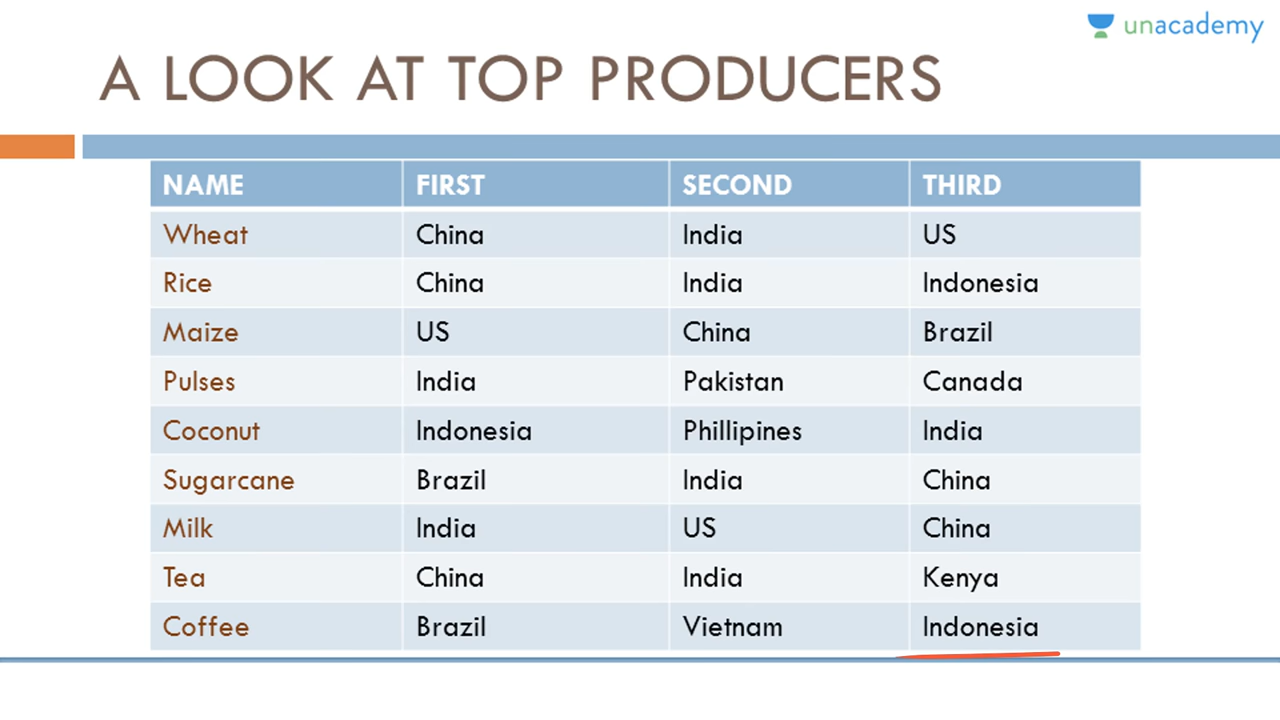 unacademy
A LOOK AT TOP PRODUCERS
NAME FIRST SECOND THIRD
Wheat China India US
Rice China India Indonesia
Maize US China Brazil
Pulses India Pakistan Canada
Coconut Indonesia Phillipines India
Sugarcane Brazil India China
Milk India US China
Tea China India Kenya
Coffee Brazil Vietnam Indonesia